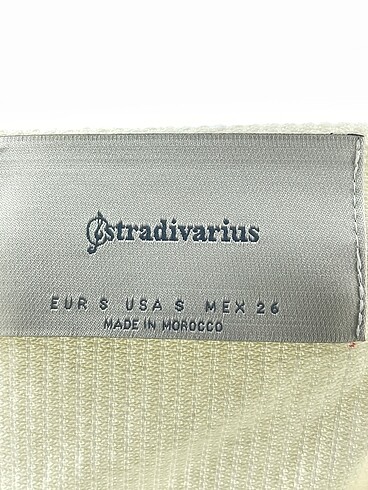 stradivarius
EUR S USA S MEX 26
MADE IN MOROCCO